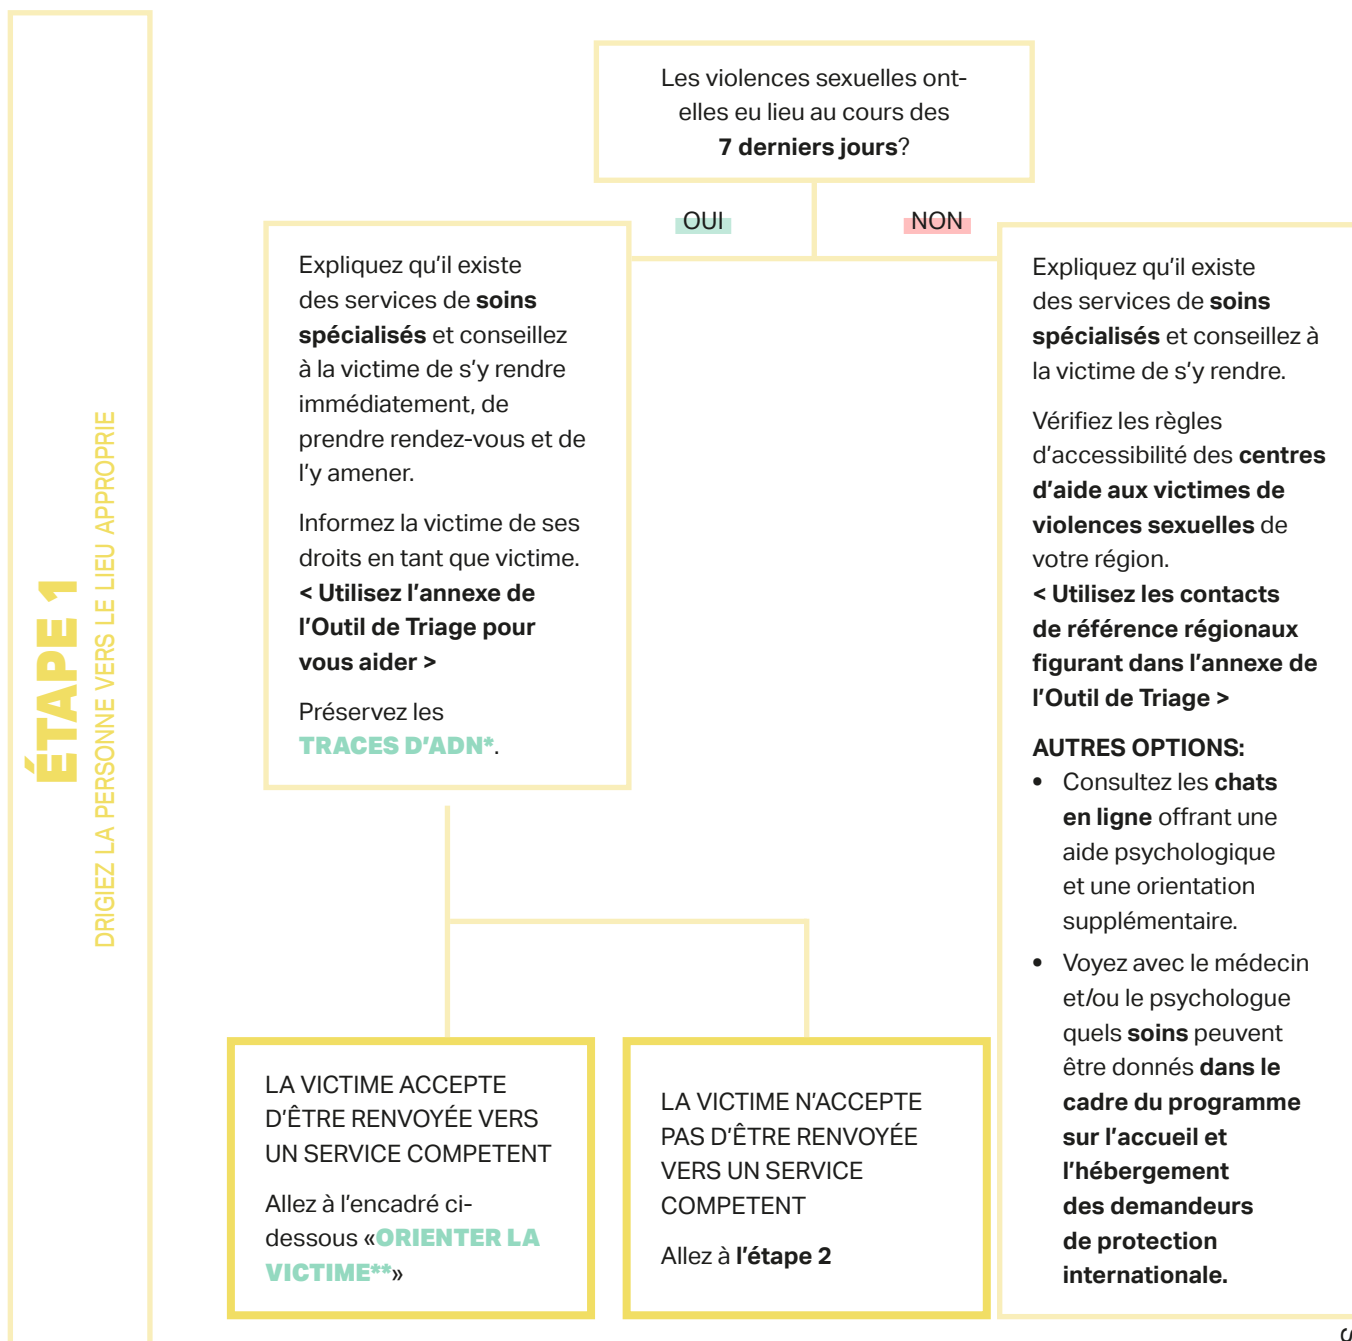 ÉTAPE 1
DRIGIEZ LA PERSONNE VERS LE LIEU APPROPRIE
Les violences sexuelles ont-
elles eu lieu au cours des
7 derniers jours?
OUI
NON
Expliquez qu'il existe
des services de soins
spécialisés et conseillez
à la victime de s'y rendre
immédiatement, de
prendre rendez-vous et de
l'y amener.
Informez la victime de ses
droits en tant que victime.
< Utilisez l'annexe de
l'Outil de Triage pour
vous aider >
Préservez les
TRACES D'ADN*.
Expliquez qu'il existe
des services de soins
spécialisés et conseillez à
la victime de s'y rendre.
Vérifiez les règles
d'accessibilité des centres
d'aide aux victimes de
violences sexuelles de
votre région.
< Utilisez les contacts
de référence régionaux
figurant dans l'annexe de
l'Outil de Triage >
AUTRES OPTIONS:
• Consultez les chats
en ligne offrant une
aide psychologique
et une orientation
supplémentaire.
• Voyez avec le médecin
et/ou le psychologue
quels soins peuvent
être donnés dans le
cadre du programme
sur l'accueil et
l'hébergement
des demandeurs
de protection
internationale.
LA VICTIME ACCEPTE
D'ÊTRE RENVOYÉE VERS
UN SERVICE COMPETENT
Allez à l'encadré ci-
dessous «ORIENTER LA
VICTIME**»
LA VICTIME N'ACCEPTE
PAS D'ÊTRE RENVOYÉE
VERS UN SERVICE
COMPETENT
Allez à l'étape 2